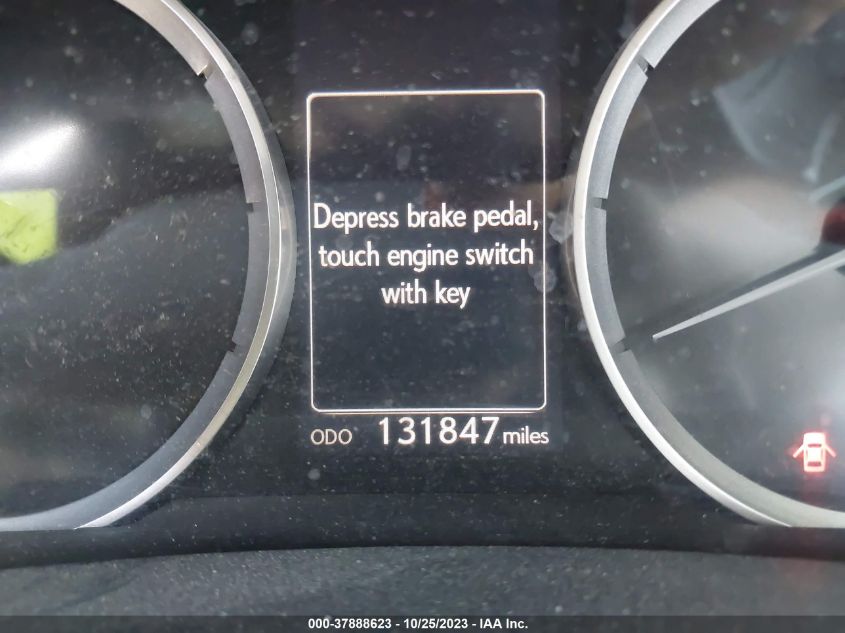 Depress brake pedal,
touch engine switch
with key
ODO 131847 miles
000-37888623 - 10/25/2023 - IAA Inc.